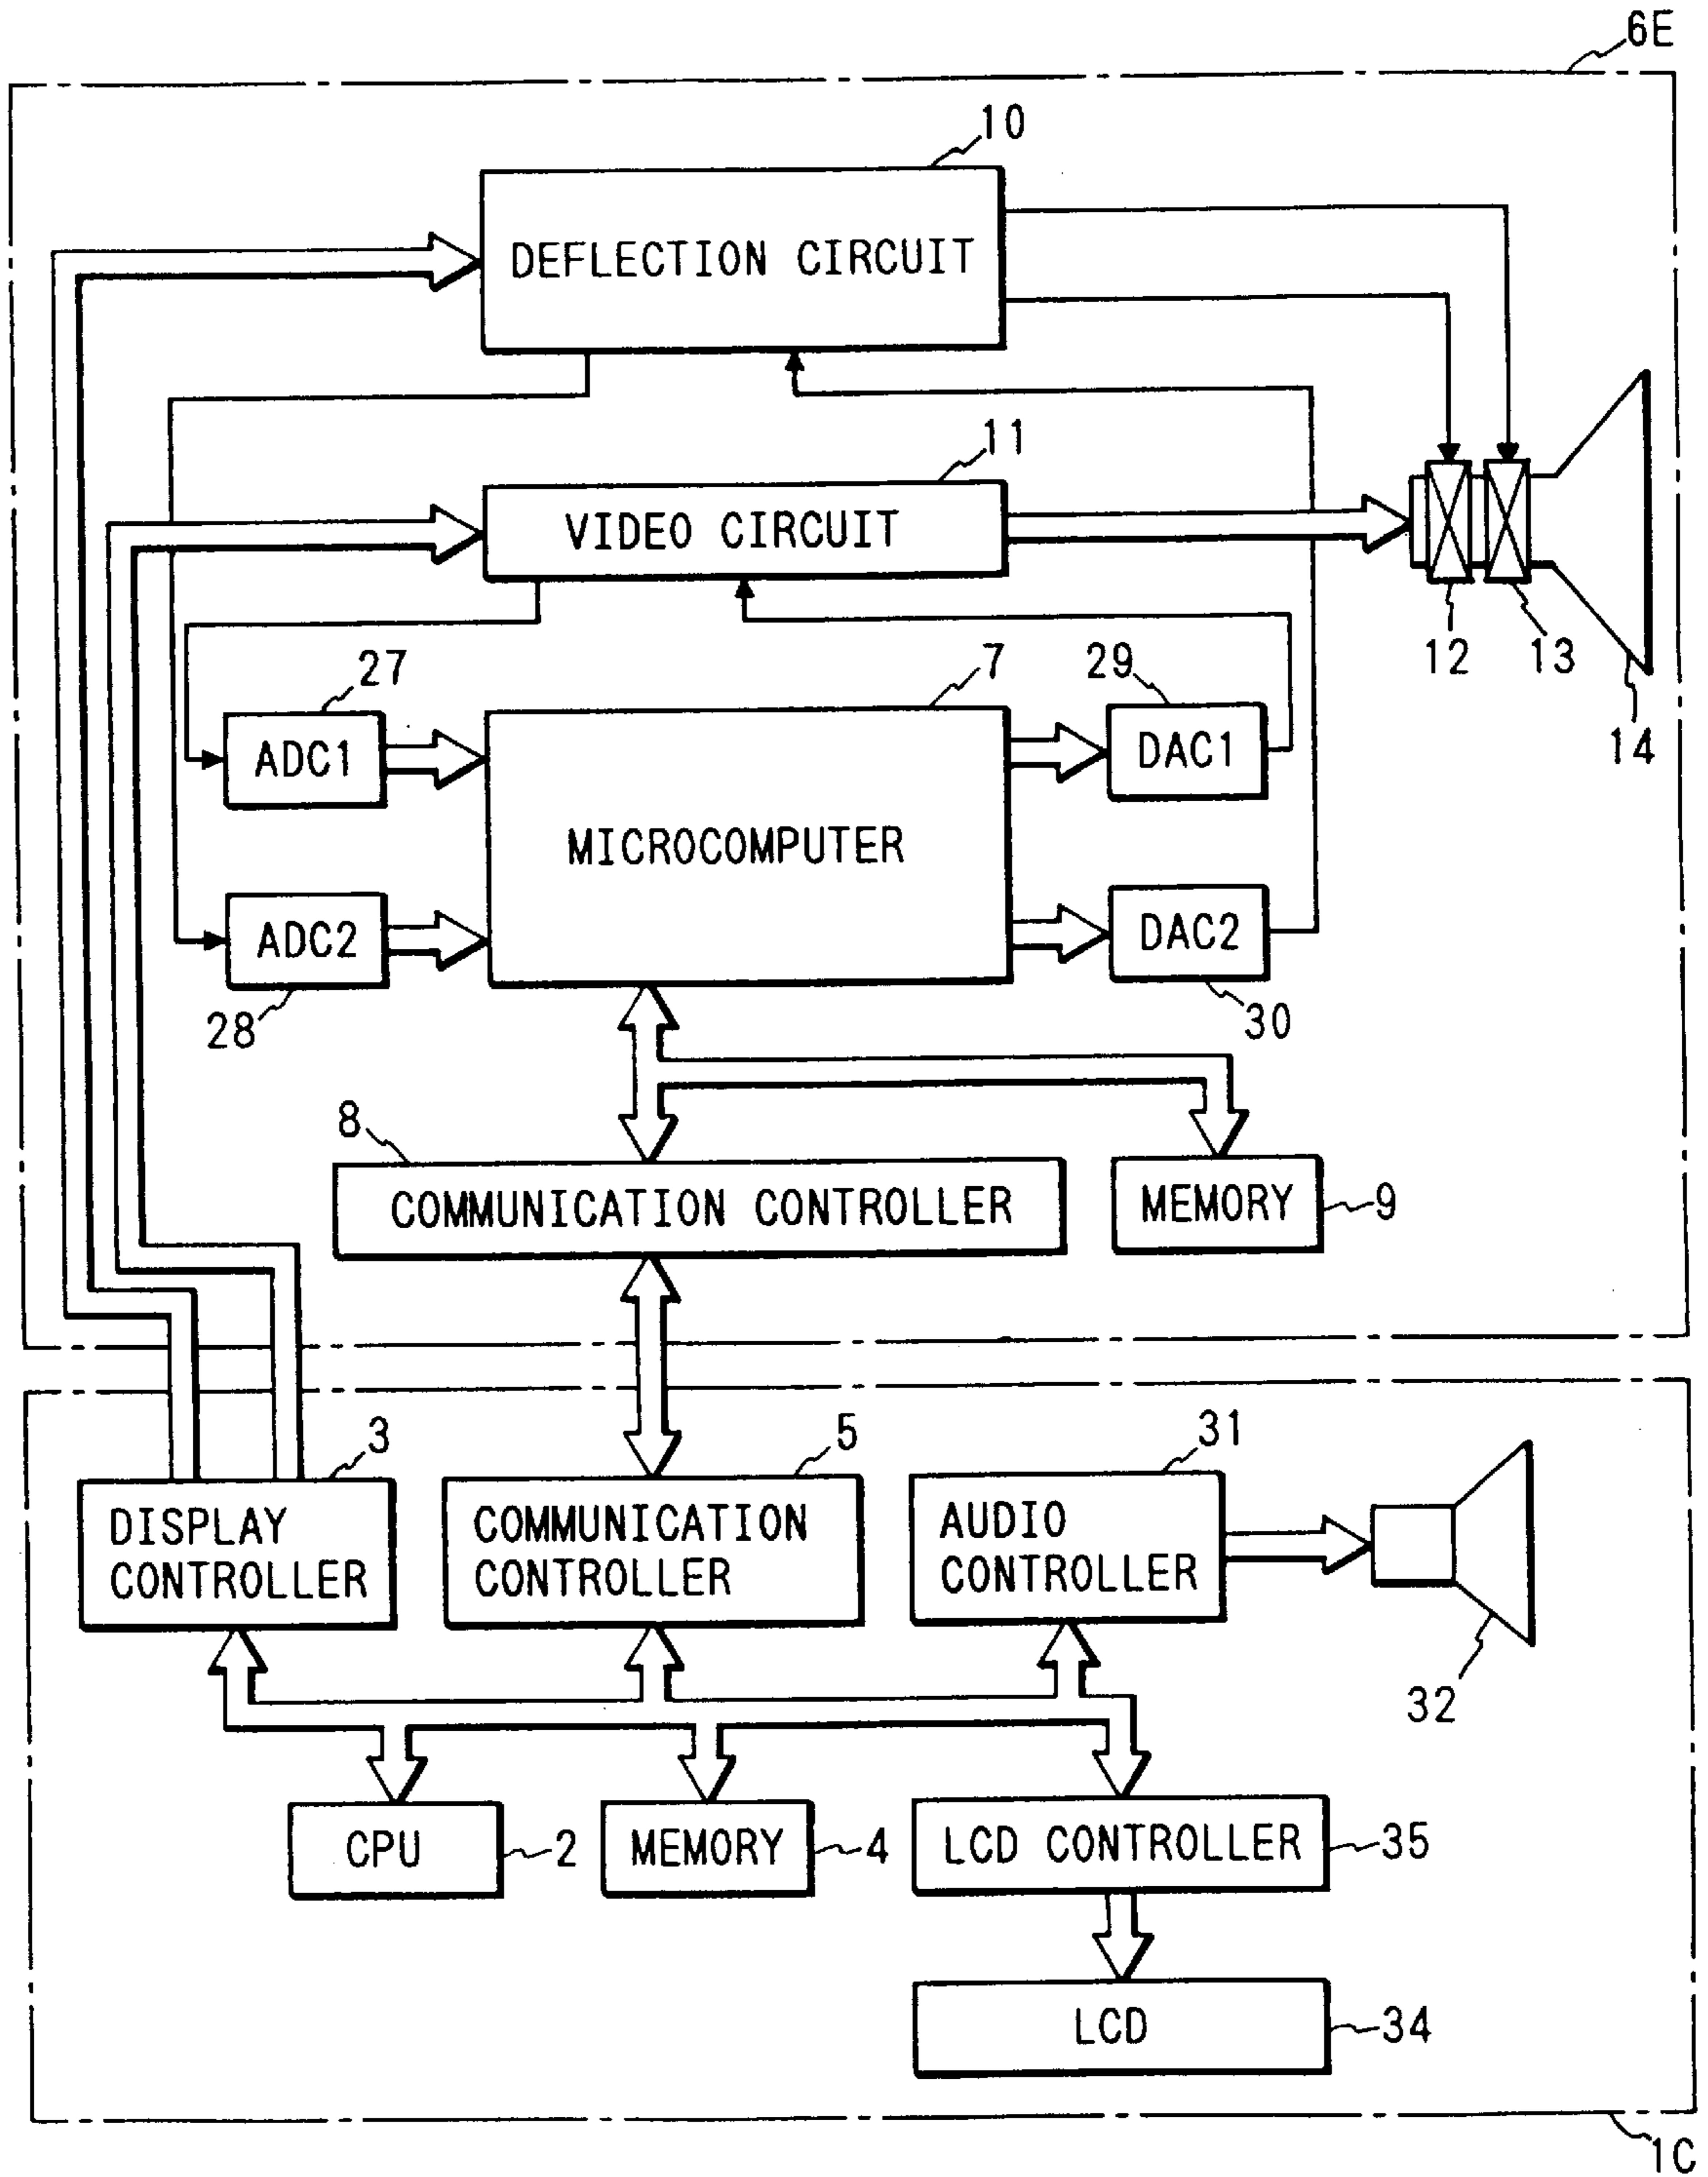 6E
10
DEFLECTION CIRCUIT
11
VIDEO CIRCUIT
12
13
14
27
7
29
ADC1
DAC1
MICROCOMPUTER
ADC2
DAC2
28
30
8
COMMUNICATION CONTROLLER
MEMORY
9
3
5
31
DISPLAY
CONTROLLER
COMMUNICATION
CONTROLLER
AUDIO
CONTROLLER
32
CPU
2
MEMORY
4
LCD CONTROLLER
35
LCD
34
1C